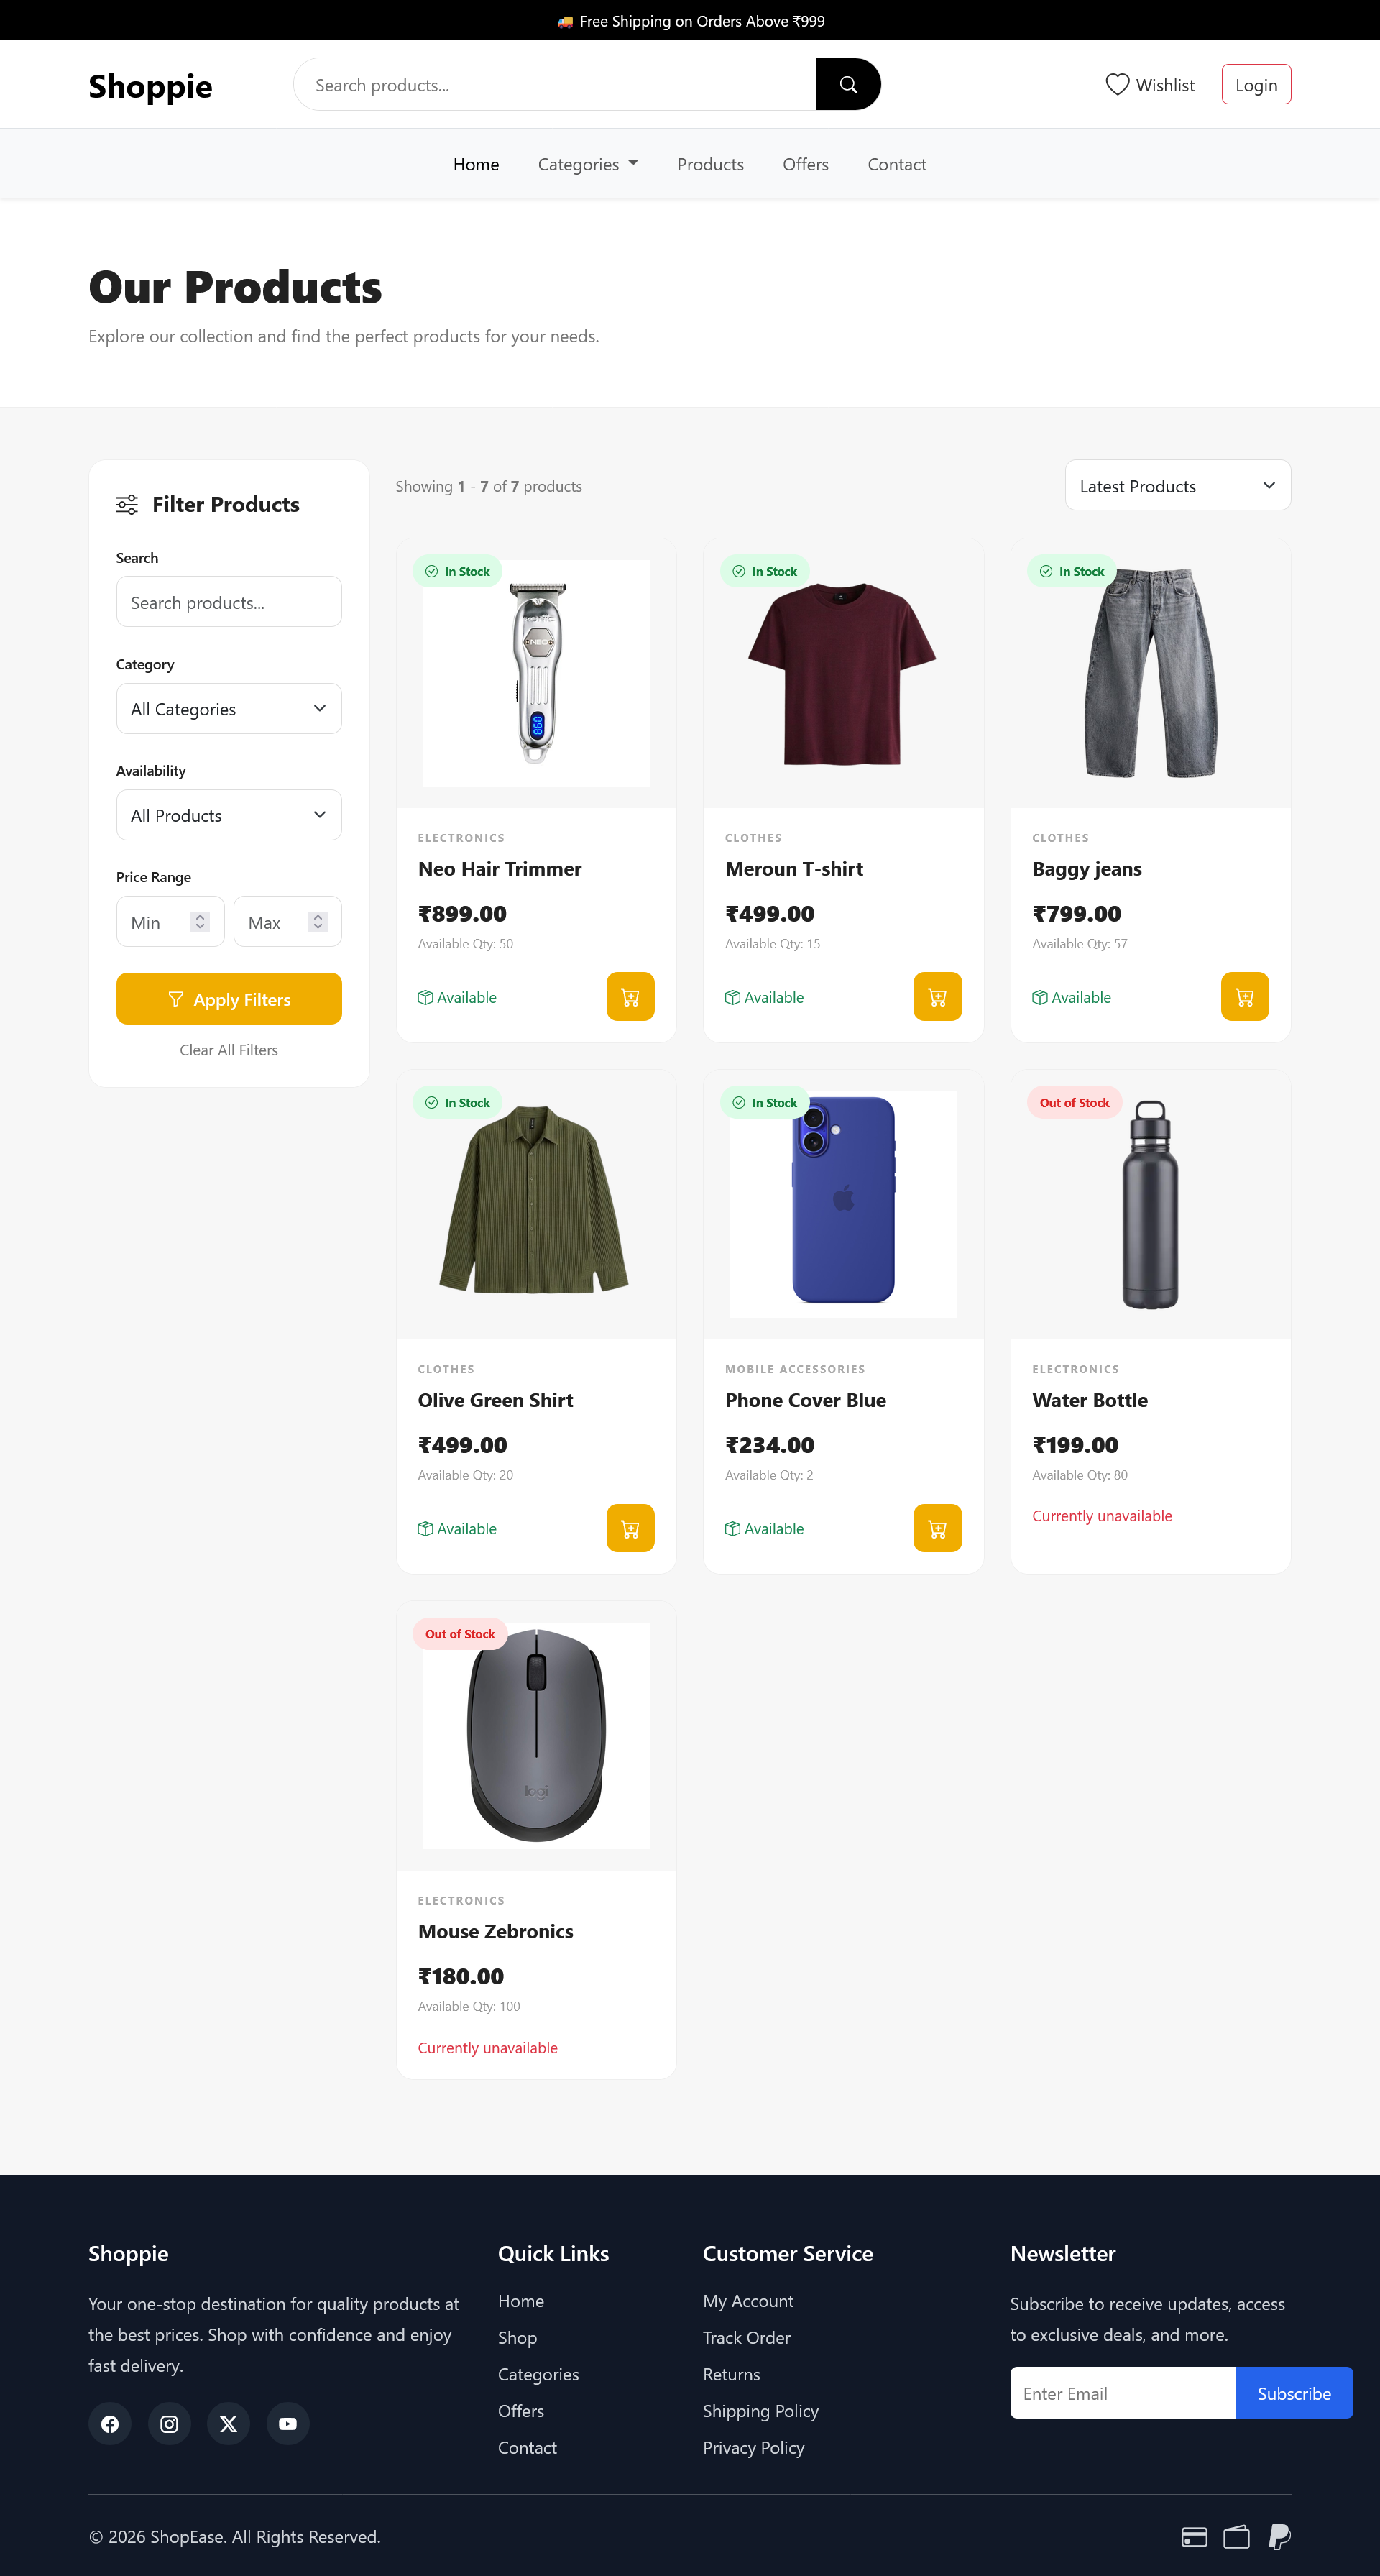 🚚 Free Shipping on Orders Above ₹999
Shoppie
Search products...
Wishlist
Login
Home
Categories
Products
Offers
Contact
Our Products
Explore our collection and find the perfect products for your needs.
Filter Products
Search
Search products...
Category
All Categories
Availability
All Products
Price Range
Min
Max
Apply Filters
Clear All Filters
Showing 1 - 7 of 7 products
Latest Products
In Stock
NEO
ELECTRONICS
Neo Hair Trimmer
₹899.00
Available Qty: 50
Available
In Stock
CLOTHES
Meroun T-shirt
₹499.00
Available Qty: 15
Available
In Stock
CLOTHES
Baggy jeans
₹799.00
Available Qty: 57
Available
In Stock
CLOTHES
Olive Green Shirt
₹499.00
Available Qty: 20
Available
In Stock
MOBILE ACCESSORIES
Phone Cover Blue
₹234.00
Available Qty: 2
Available
Out of Stock
ELECTRONICS
Water Bottle
₹199.00
Available Qty: 80
Currently unavailable
Out of Stock
logi
ELECTRONICS
Mouse Zebronics
₹180.00
Available Qty: 100
Currently unavailable
Shoppie
Your one-stop destination for quality products at
the best prices. Shop with confidence and enjoy
fast delivery.
Quick Links
Home
Shop
Categories
Offers
Contact
Customer Service
My Account
Track Order
Returns
Shipping Policy
Privacy Policy
Newsletter
Subscribe to receive updates, access
to exclusive deals, and more.
Enter Email
Subscribe
© 2026 ShopEase. All Rights Reserved.